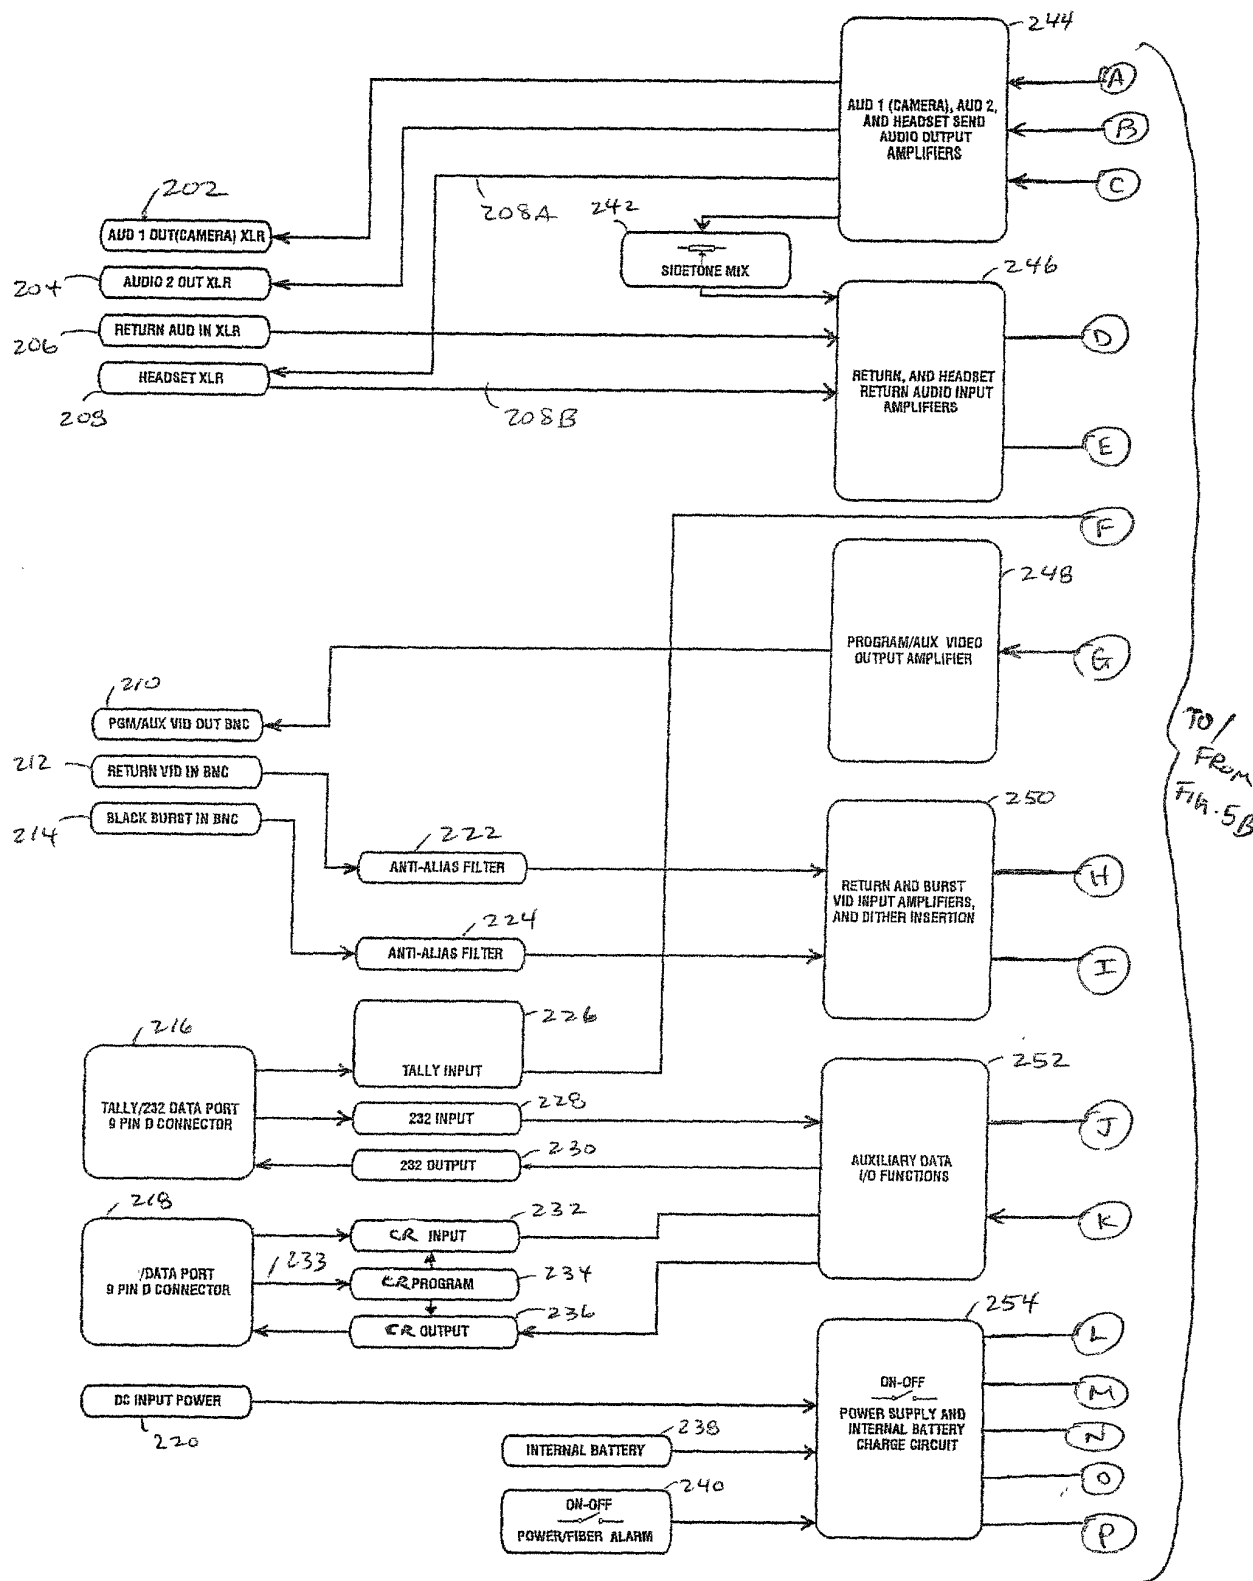 244
A
AUD 1 (CAMERA), AUD 2,
AND HEADSET SEND
AUDIO OUTPUT
AMPLIFIERS
B
C
202
208A
242
AUD 1 OUT(CAMERA) XLR
SIDETONE MIX
246
204
AUDIO 2 OUT XLR
206
RETURN AUD IN XLR
D
HEADSET XLR
RETURN, AND HEADSET
RETURN AUDIO INPUT
AMPLIFIERS
208
208B
E
F
248
PROGRAM/AUX VIDEO
OUTPUT AMPLIFIER
G
210
PGM/AUX VID OUT BNC
TO/
FROM
FIG. 5B
212
RETURN VID IN BNC
214
BLACK BURST IN BNC
250
222
ANTI-ALIAS FILTER
RETURN AND BURST
VID INPUT AMPLIFIERS,
AND DITHER INSERTION
H
224
ANTI-ALIAS FILTER
I
226
TALLY INPUT
216
TALLY/232 DATA PORT
9 PIN D CONNECTOR
252
228
232 INPUT
J
230
232 OUTPUT
AUXILIARY DATA
I/O FUNCTIONS
218
232
CR INPUT
K
/DATA PORT
9 PIN D CONNECTOR
233
CR PROGRAM
234
CR OUTPUT
236
254
L
DC INPUT POWER
220
ON-OFF
POWER SUPPLY AND
INTERNAL BATTERY
CHARGE CIRCUIT
M
238
INTERNAL BATTERY
N
O
240
ON-OFF
POWER/FIBER ALARM
P